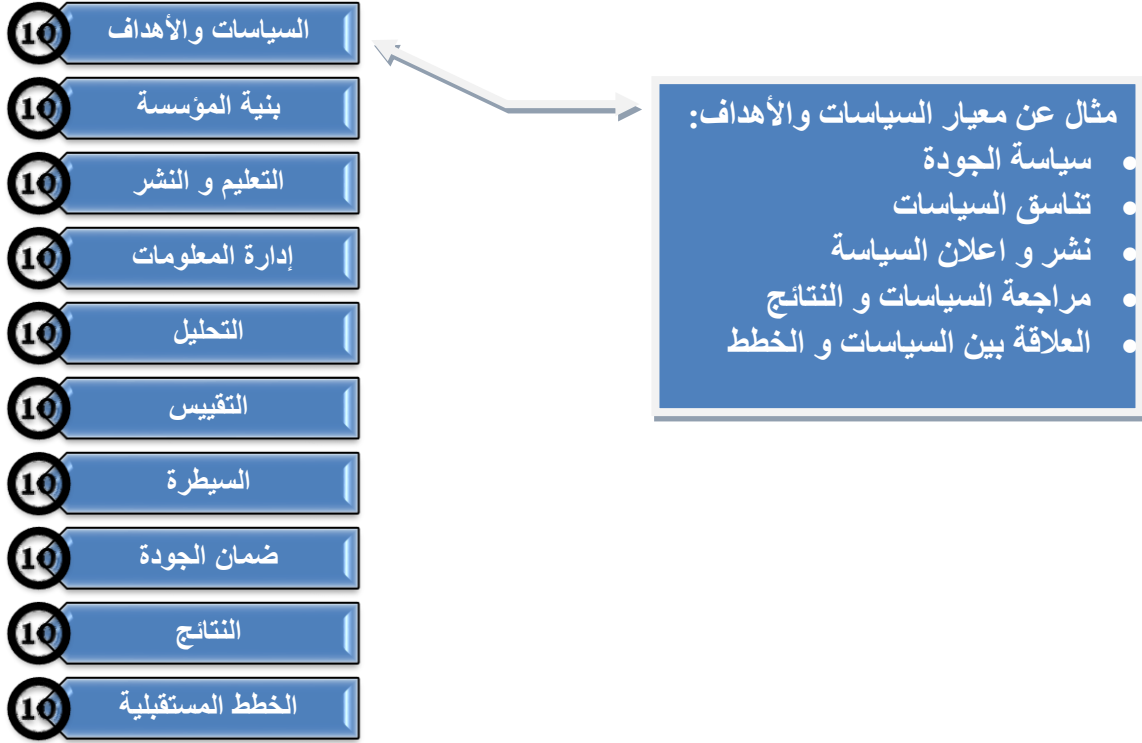 السياسات والأهداف
10
بنية المؤسسة
10
التعليم و النشر
10
إدارة المعلومات
10
التحليل
10
التقييس
10
السيطرة
10
ضمان الجودة
10
النتائج
10
الخطط المستقبلية
10
مثال عن معيار السياسات والأهداف:
• سياسة الجودة
• تناسق السياسات
• نشر و اعلان السياسة
• مراجعة السياسات و النتائج
• العلاقة بين السياسات و الخطط